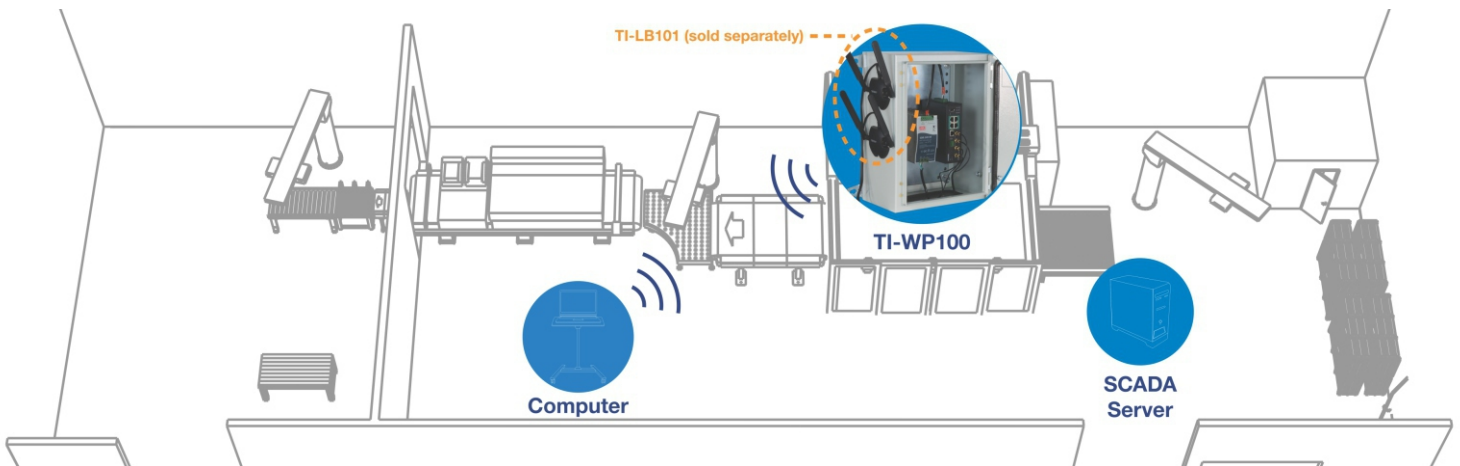 TI-LB101 (sold separately)
TI-WP100
Computer
SCADA
Server